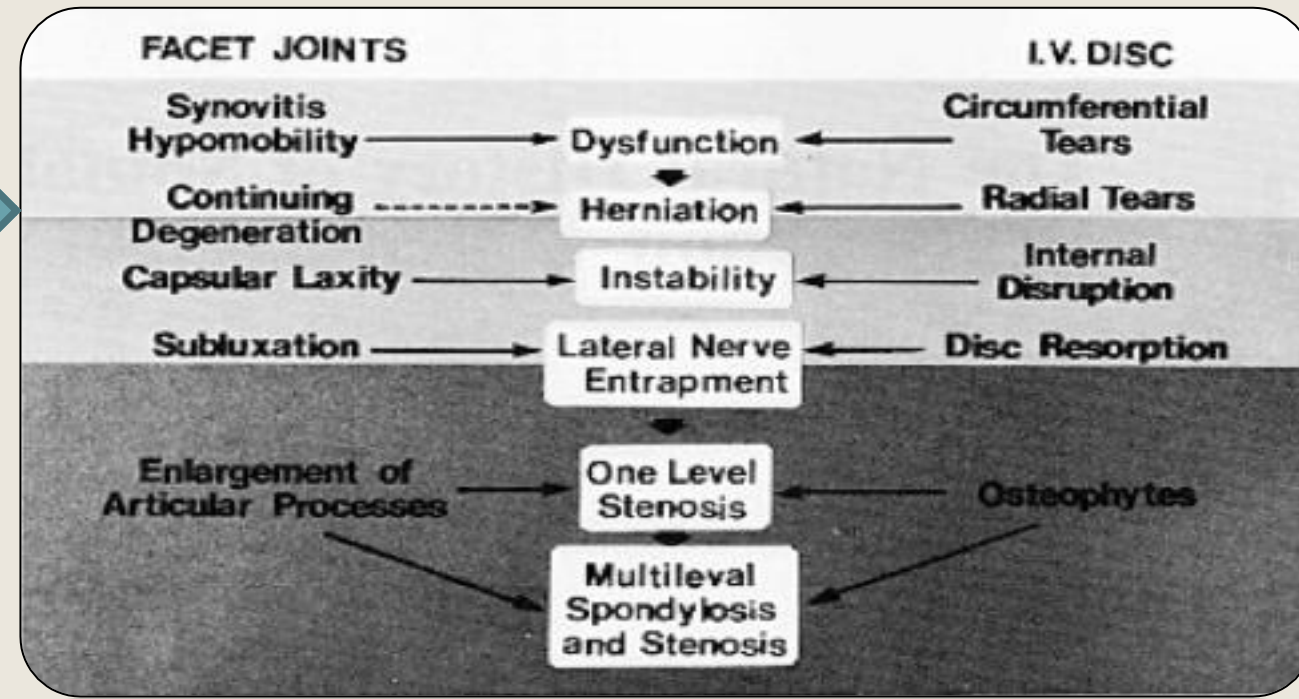 FACET JOINTS
I.V. DISC
Synovitis
Hypomobility
Dysfunction
Circumferential
Tears
Continuing
Degeneration
Herniation
Radial Tears
Capsular Laxity
Instability
Internal
Disruption
Subluxation
Lateral Nerve
Entrapment
Disc Resorption
Enlargement of
Articular Processes
One Level
Stenosis
Osteophytes
Multileval
Spondylosis
and Stenosis